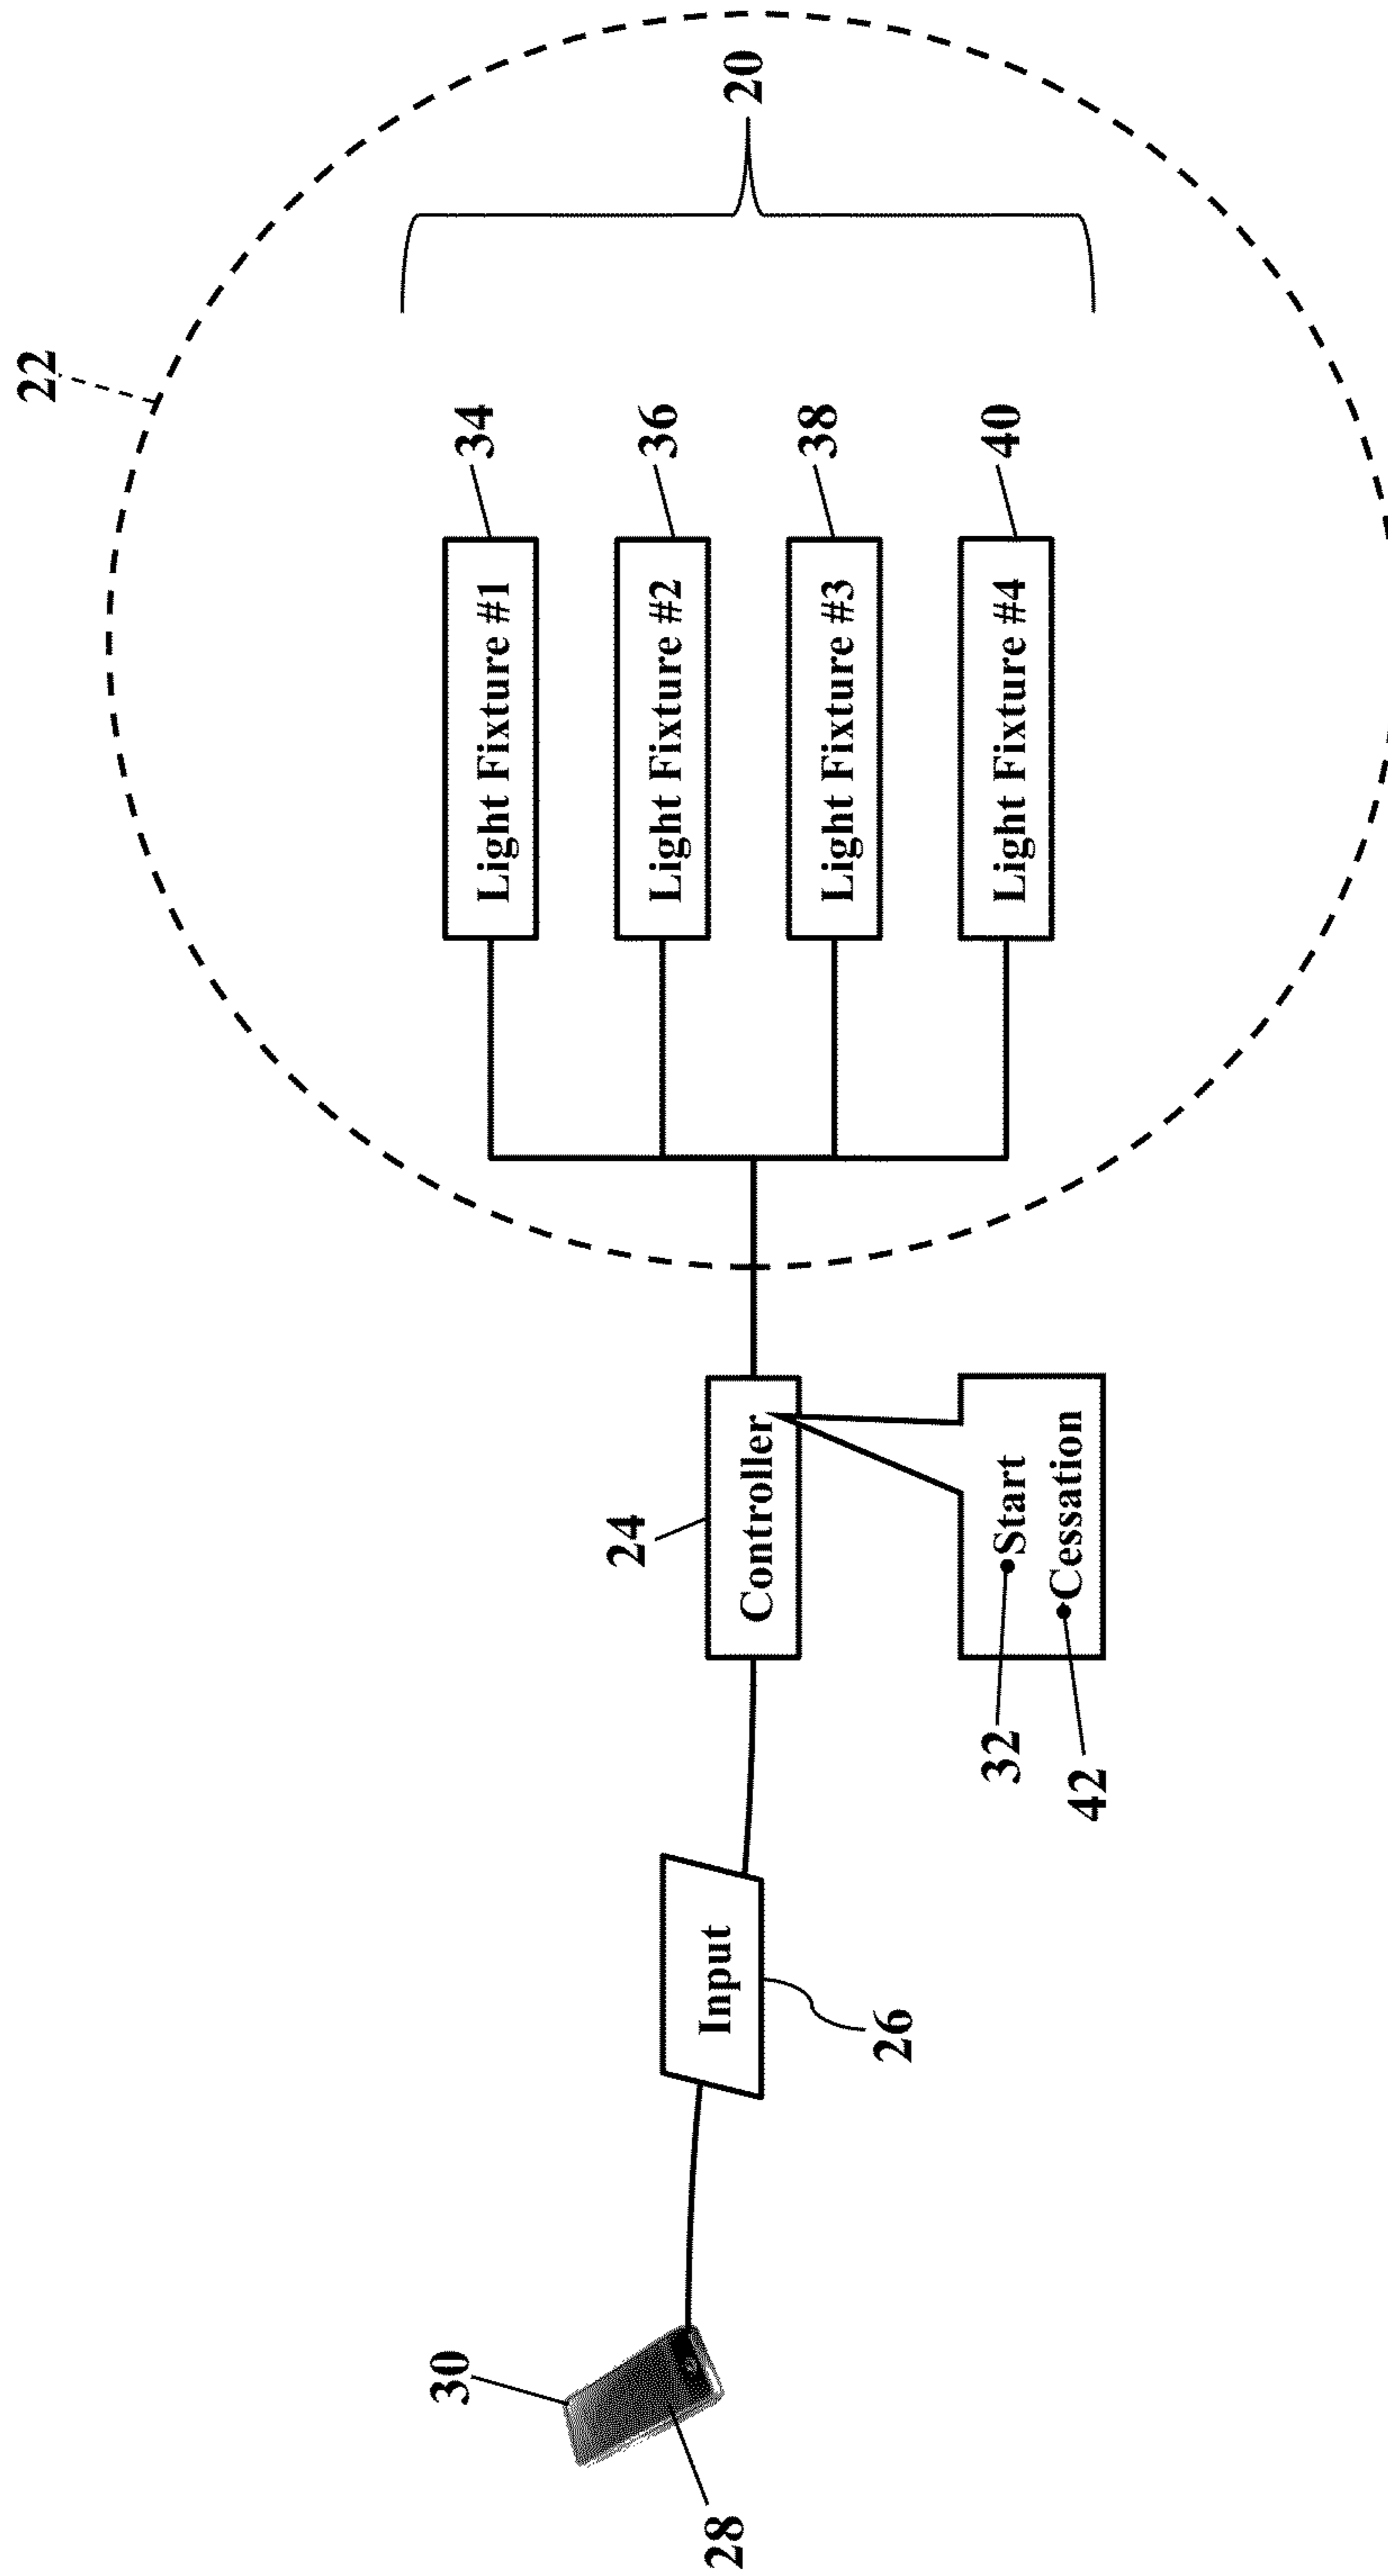 22
20
34
Light Fixture #1
36
Light Fixture #2
38
Light Fixture #3
40
Light Fixture #4
24
Controller
32
•Start
42
•Cessation
Input
26
30
28